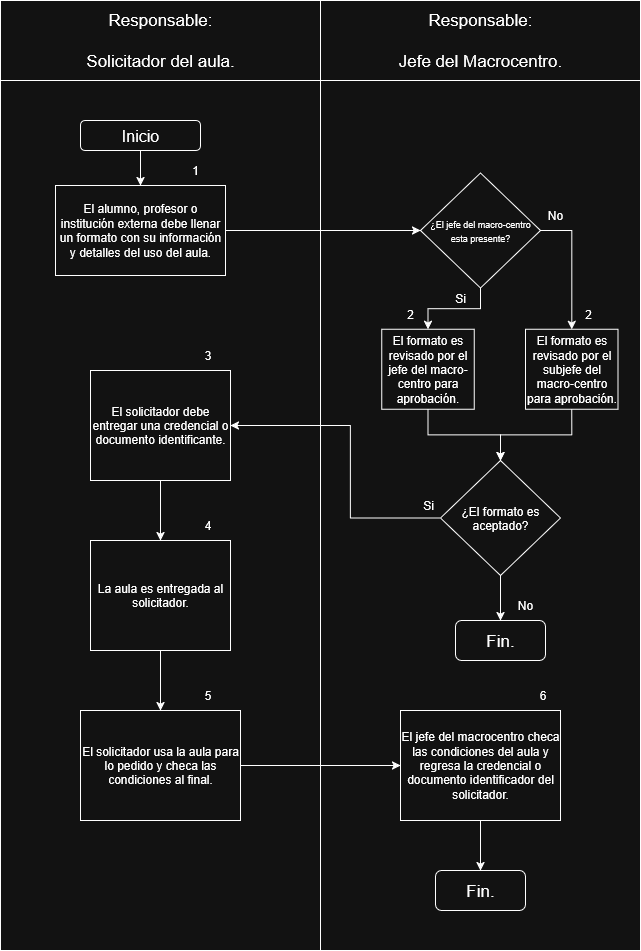 Responsable:
Solicitador del aula.
Responsable:
Jefe del Macrocentro.
Inicio
1
El alumno, profesor o
institución externa debe llenar
un formato con su información
y detalles del uso del aula.
¿El jefe del macro-centro
esta presente?
No
Si
2
El formato es
revisado por el
jefe del macro-
centro para
aprobación.
2
El formato es
revisado por el
subjefe del
macro-centro
para aprobación.
3
El solicitador debe
entregar una credencial o
documento identificante.
Si
¿El formato es
aceptado?
No
Fin.
4
La aula es entregada al
solicitador.
5
El solicitador usa la aula para
lo pedido y checa las
condiciones al final.
6
El jefe del macrocentro checa
las condiciones del aula y
regresa la credencial o
documento identificador del
solicitador.
Fin.